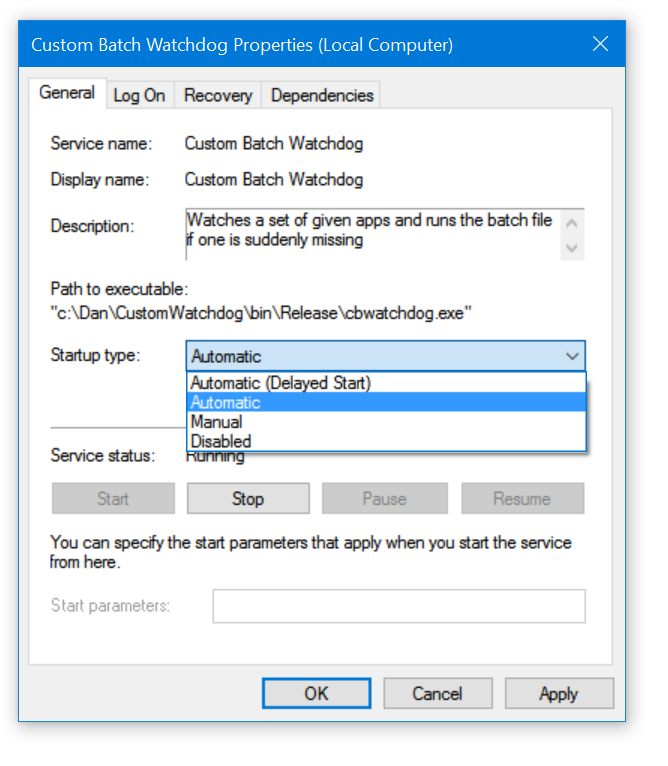 Custom Batch Watchdog Properties (Local Computer)
General Log On Recovery Dependencies
Service name: Custom Batch Watchdog
Display name: Custom Batch Watchdog
Description: Watches a set of given apps and runs the batch file
if one is suddenly missing
Path to executable:
"c:\Dan\CustomWatchdog\bin\Release\cbwatchdog.exe"
Startup type: Automatic
Automatic (Delayed Start)
Automatic
Manual
Disabled
Service status: Running
Start Stop Pause Resume
You can specify the start parameters that apply when you start the service
from here.
Start parameters:
OK Cancel Apply